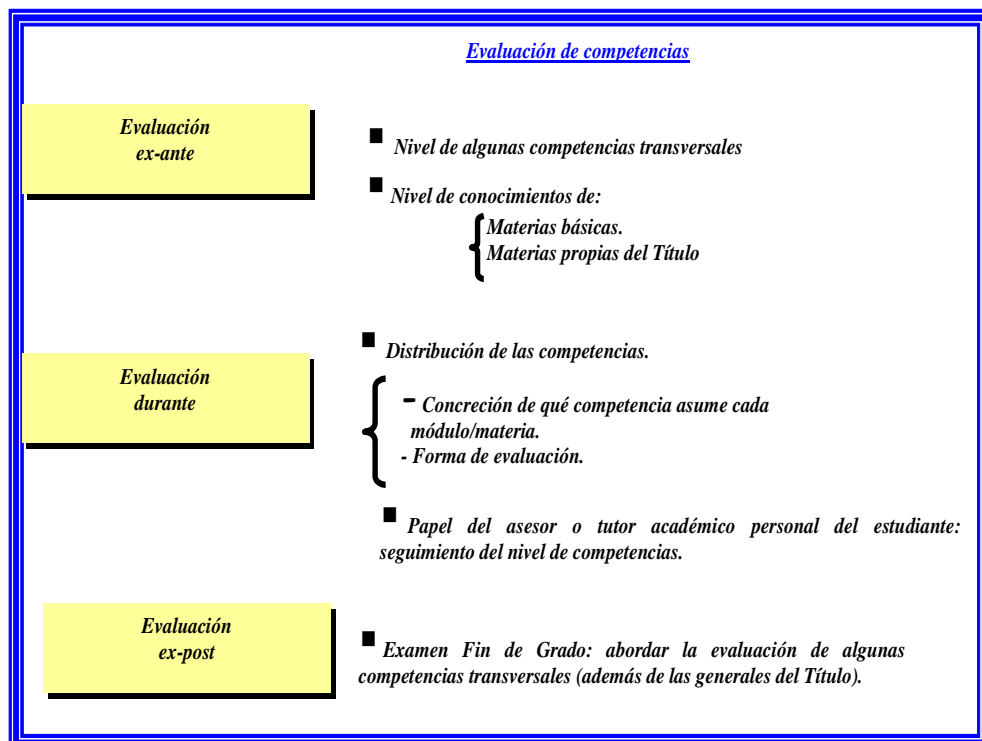 Evaluación de competencias
Evaluación
ex-ante
▪ Nivel de algunas competencias transversales
▪ Nivel de conocimientos de:
Materias básicas.
Materias propias del Título
Evaluación
durante
▪ Distribución de las competencias.
- Concreción de qué competencia asume cada
módulo/materia.
- Forma de evaluación.
▪ Papel del asesor o tutor académico personal del estudiante:
seguimiento del nivel de competencias.
Evaluación
ex-post
▪ Examen Fin de Grado: abordar la evaluación de algunas
competencias transversales (además de las generales del Título).